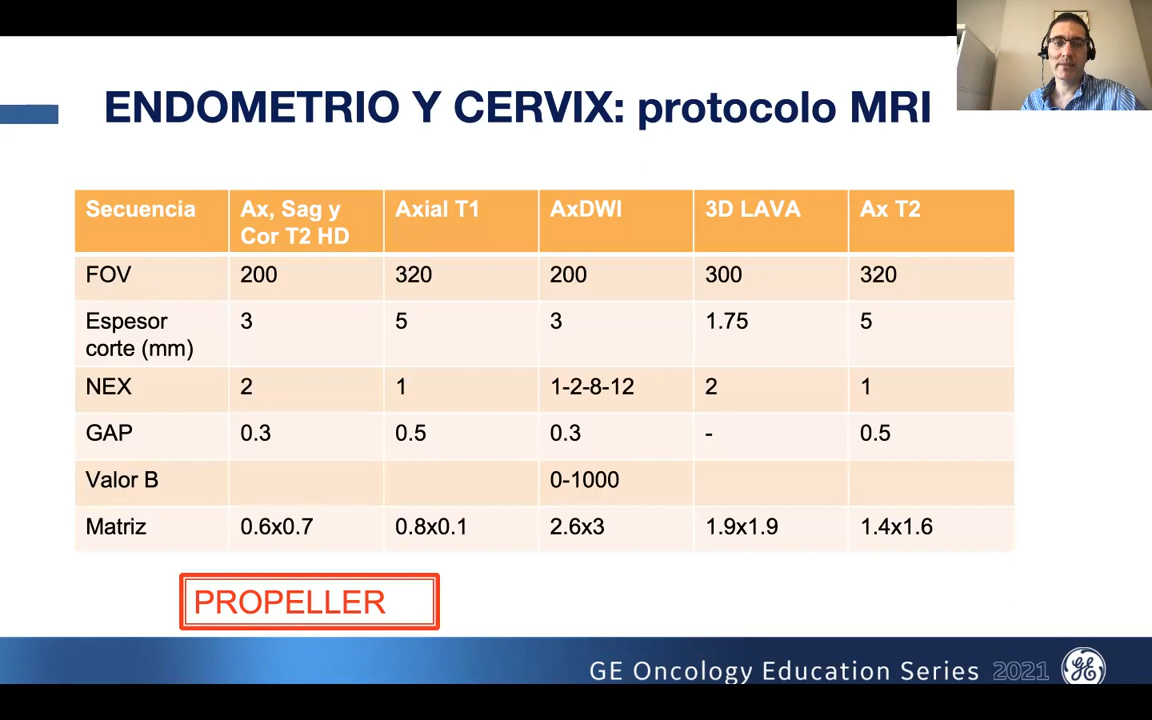 ENDOMETRIO Y CERVIX: protocolo MRI
Secuencia Ax, Sag y Cor T2 HD Axial T1 AxDWI 3D LAVA Ax T2
FOV 200 320 200 300 320
Espesor corte (mm) 3 5 3 1.75 5
NEX 2 1 1-2-8-12 2 1
GAP 0.3 0.5 0.3 - 0.5
Valor B 0-1000
Matriz 0.6x0.7 0.8x0.1 2.6x3 1.9x1.9 1.4x1.6
PROPELLER
GE Oncology Education Series 2021
GE